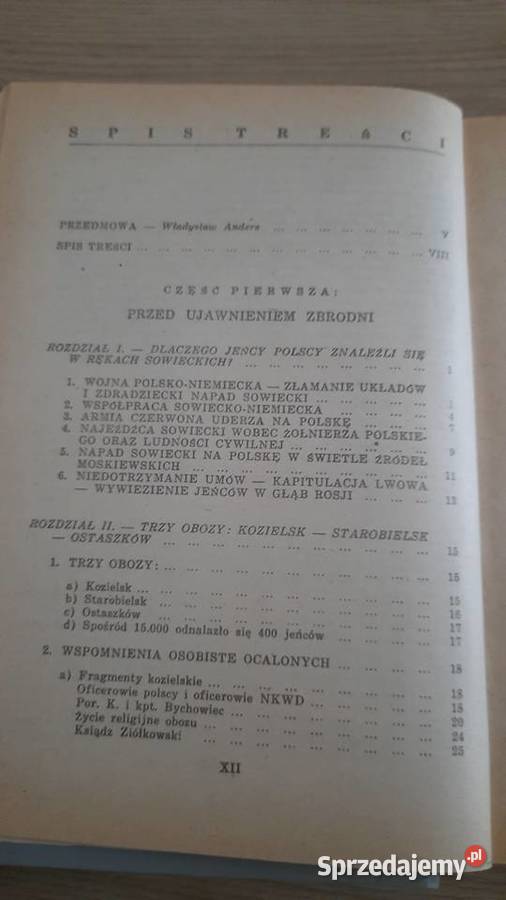 SPIS TREŚCI
PRZEDMOWA — Władysław Anders ... ... ... ... ... ... ... V
SPIS TREŚCI ... ... ... ... ... ... ... ... ... ... ... VIII
CZĘŚĆ PIERWSZA:
PRZED UJAWNIENIEM ZBRODNI
ROZDZIAŁ I. — DLACZEGO JEŃCY POLSCY ZNALEŹLI SIĘ
W RĘKACH SOWIECKICH? ... ... ... ... ... ... ... 1
1. WOJNA POLSKO-NIEMIECKA — ZŁAMANIE UKŁADÓW
I ZDRADZIECKI NAPAD SOWIECKI ... ... ... ... 1
2. WSPÓŁPRACA SOWIECKO-NIEMIECKA ... ... ... 4
3. ARMIA CZERWONA UDERZA NA POLSKĘ ... ... ... 7
4. NAJEŹDŹCA SOWIECKI WOBEC ŻOŁNIERZA POLSKIE-
GO ORAZ LUDNOŚCI CYWILNEJ ... ... ... ... ... 9
5. NAPAD SOWIECKI NA POLSKĘ W ŚWIETLE ŹRÓDEŁ
MOSKIEWSKICH ... ... ... ... ... ... ... ... 11
6. NIEDOTRZYMANIE UMÓW — KAPITULACJA LWOWA
— WYWIEZIENIE JEŃCÓW W GŁĄB ROSJI ... ... ... 12
ROZDZIAŁ II. — TRZY OBOZY: KOZIELSK — STAROBIELSK
— OSTASZKÓW ... ... ... ... ... ... ... ... ... 15
1. TRZY OBOZY: ... ... ... ... ... ... ... ... ... 15
a) Kozielsk ... ... ... ... ... ... ... ... ... 15
b) Starobielsk ... ... ... ... ... ... ... ... 16
c) Ostaszków ... ... ... ... ... ... ... ... 17
d) Spośród 15.000 odnalazło się 400 jeńców ... ... ... 17
2. WSPOMNIENIA OSOBISTE OCALONYCH ... ... ... 18
a) Fragmenty kozielskie ... ... ... ... ... ... ... 18
Oficerowie polscy i oficerowie NKWD ... ... ... ... 18
Por. K. i kpt. Bychowiec ... ... ... ... ... ... 20
Życie religijne obozu ... ... ... ... ... ... ... 24
Ksiądz Ziółkowski ... ... ... ... ... ... ... 25
XII
Sprzedajemy.pl